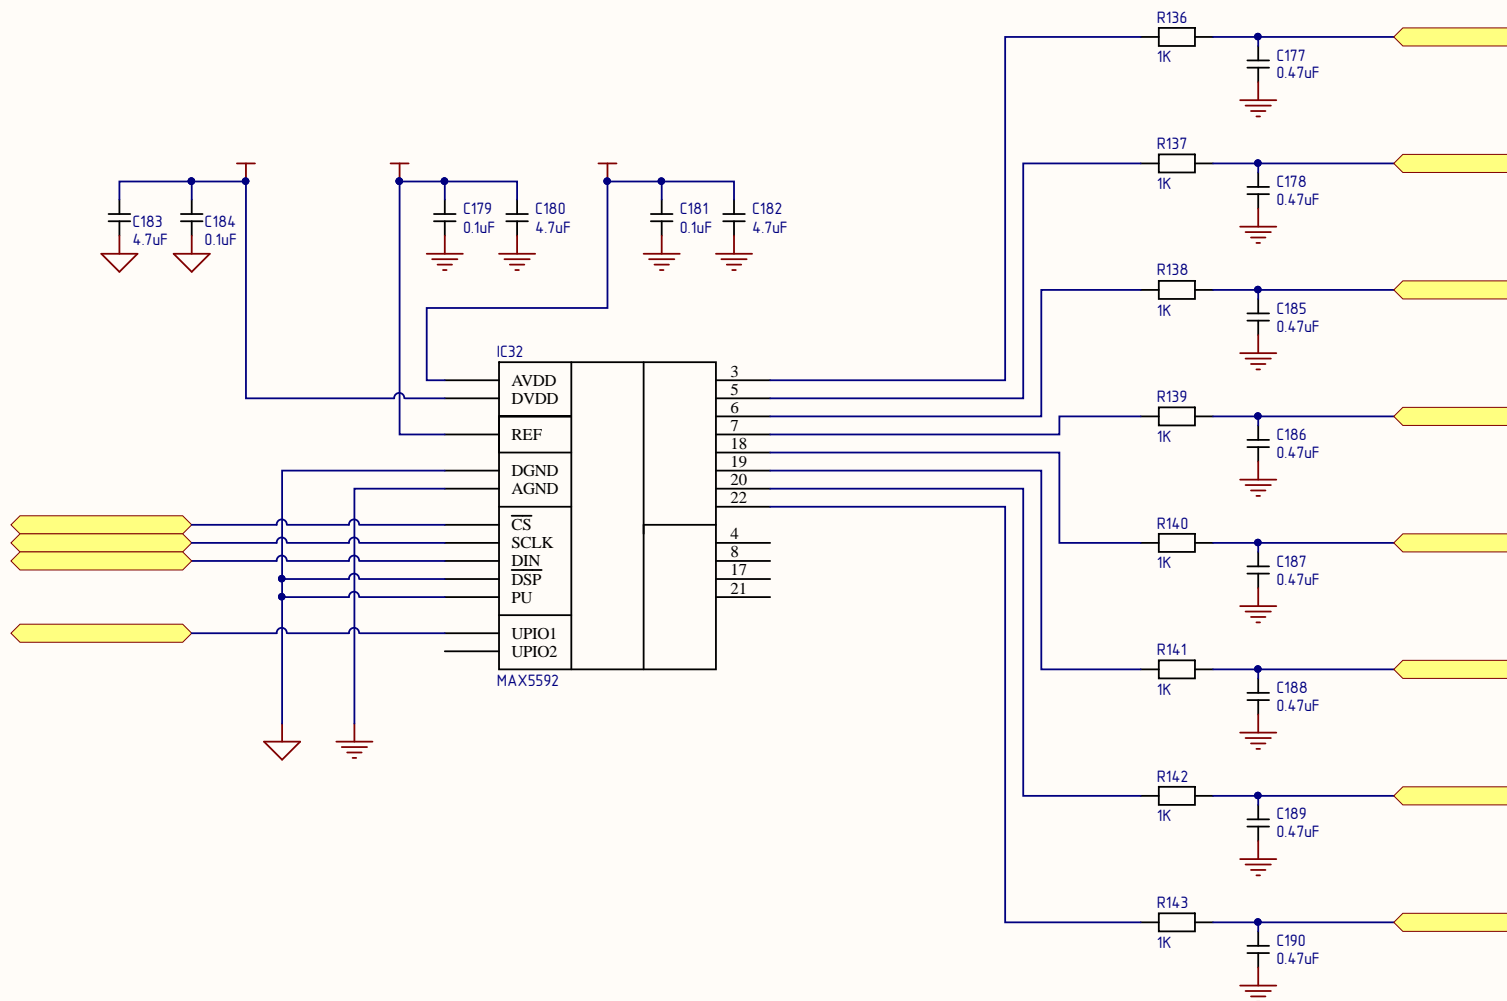 R136
1K
C177
0.47uF
R137
1K
C178
0.47uF
C183
4.7uF
C184
0.1uF
C179
0.1uF
C180
4.7uF
C181
0.1uF
C182
4.7uF
R138
1K
C185
0.47uF
IC32
AVDD
DVDD
REF
DGND
AGND
CS
SCLK
DIN
DSP
PU
UPIO1
UPIO2
MAX5592
3
5
6
7
18
19
20
22
4
8
17
21
R139
1K
C186
0.47uF
R140
1K
C187
0.47uF
R141
1K
C188
0.47uF
R142
1K
C189
0.47uF
R143
1K
C190
0.47uF